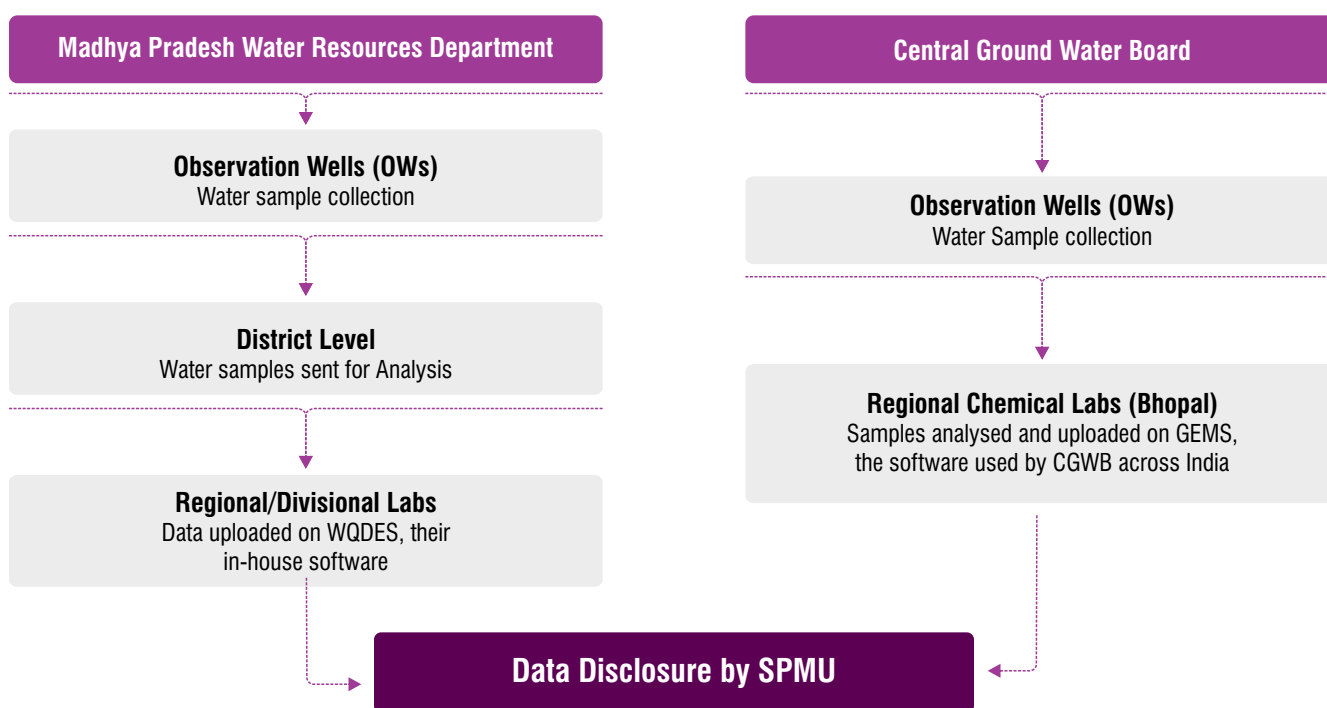 Madhya Pradesh Water Resources Department
Observation Wells (OWs)
Water sample collection
District Level
Water samples sent for Analysis
Regional/Divisional Labs
Data uploaded on WQDES, their
in-house software
Central Ground Water Board
Observation Wells (OWs)
Water Sample collection
Regional Chemical Labs (Bhopal)
Samples analysed and uploaded on GEMS,
the software used by CGWB across India
Data Disclosure by SPMU